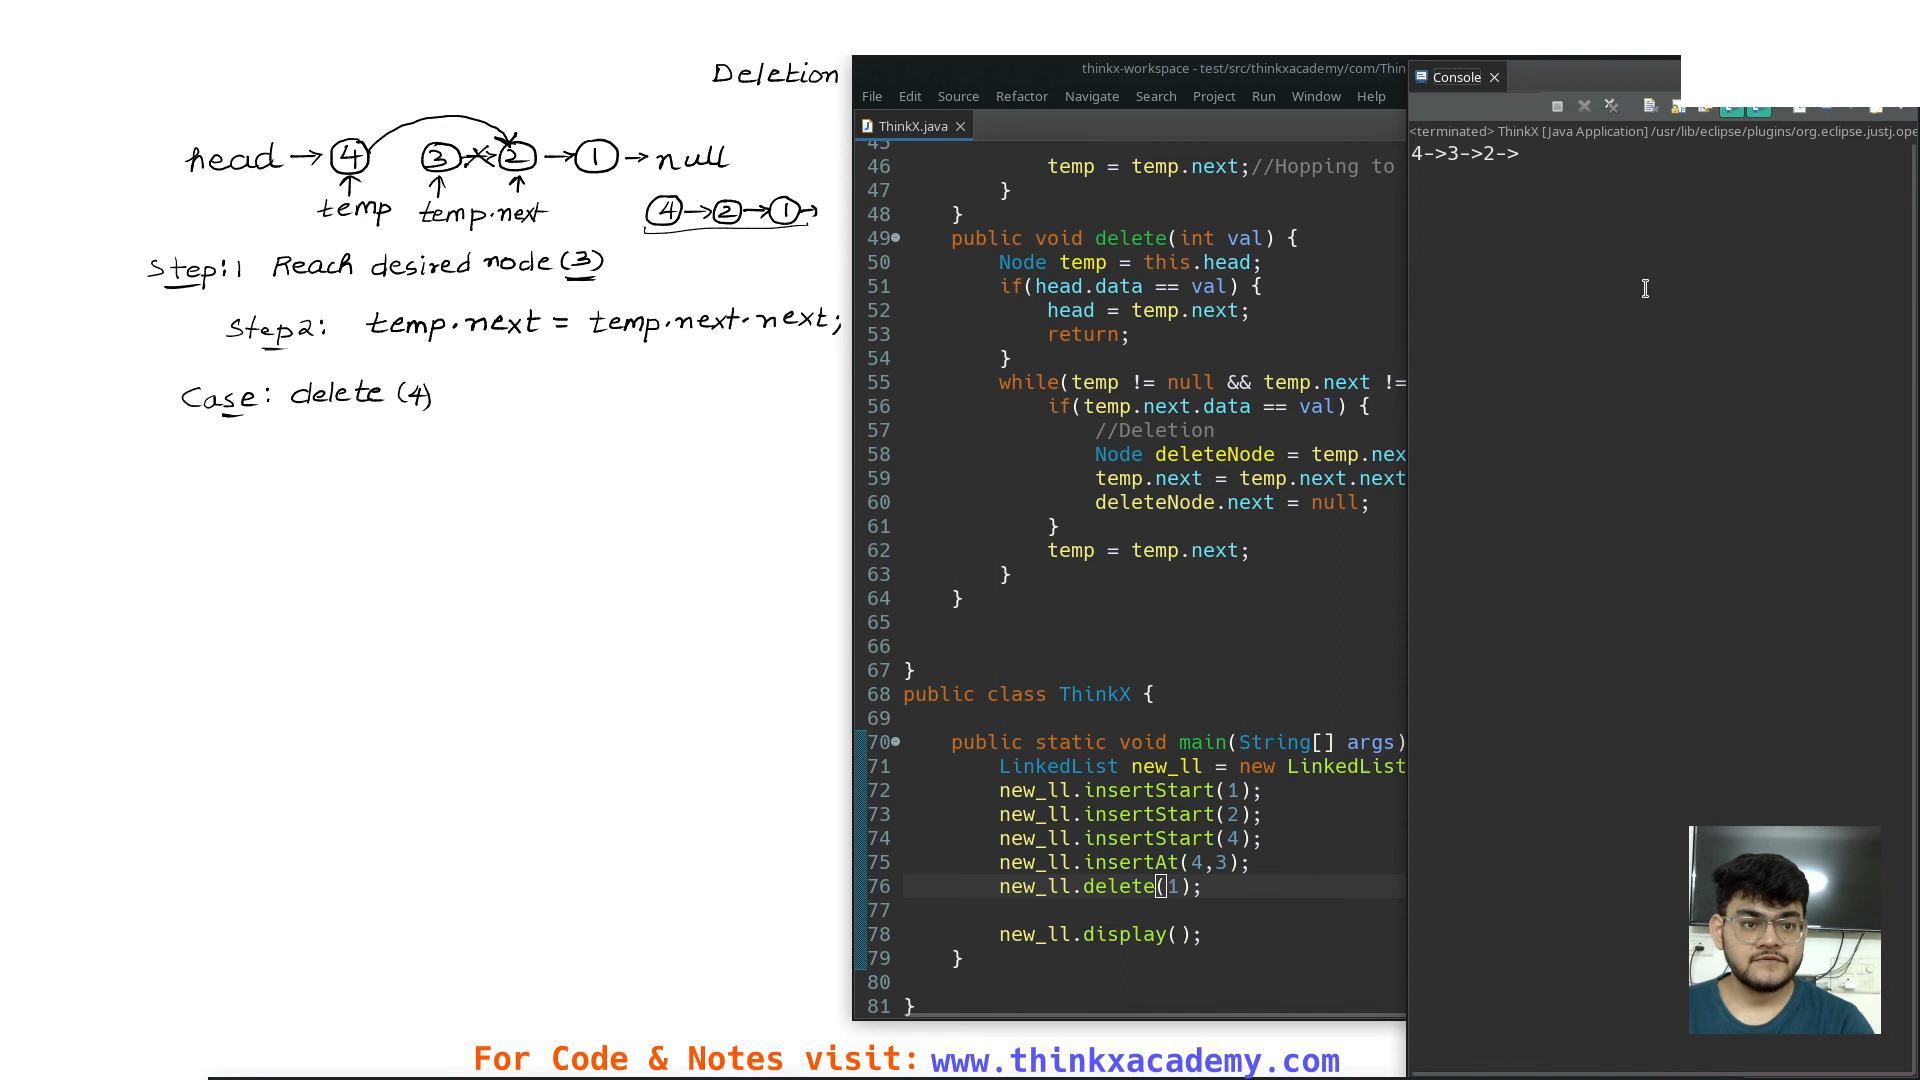 Deletion
head → 4 3 → 2 → 1 → null
temp temp.next 4 → 2 → 1 →
Step:1 Reach desired node (3)
Step2: temp.next = temp.next.next;
Case: delete (4)
thinkx-workspace - test/src/thinkxacademy/com/Thin
File Edit Source Refactor Navigate Search Project Run Window Help
ThinkX.java
45
46 temp = temp.next;//Hopping to
47 }
48 }
49 public void delete(int val) {
50 Node temp = this.head;
51 if(head.data == val) {
52 head = temp.next;
53 return;
54 }
55 while(temp != null && temp.next !=
56 if(temp.next.data == val) {
57 //Deletion
58 Node deleteNode = temp.nex
59 temp.next = temp.next.next
60 deleteNode.next = null;
61 }
62 temp = temp.next;
63 }
64 }
65
66
67 }
68 public class ThinkX {
69
70 public static void main(String[] args)
71 LinkedList new_ll = new LinkedList
72 new_ll.insertStart(1);
73 new_ll.insertStart(2);
74 new_ll.insertStart(4);
75 new_ll.insertAt(4,3);
76 new_ll.delete(1);
77
78 new_ll.display();
79 }
80
81 }
Console
<terminated> ThinkX [Java Application] /usr/lib/eclipse/plugins/org.eclipse.justj.ope
4->3->2->
For Code & Notes visit: www.thinkxacademy.com